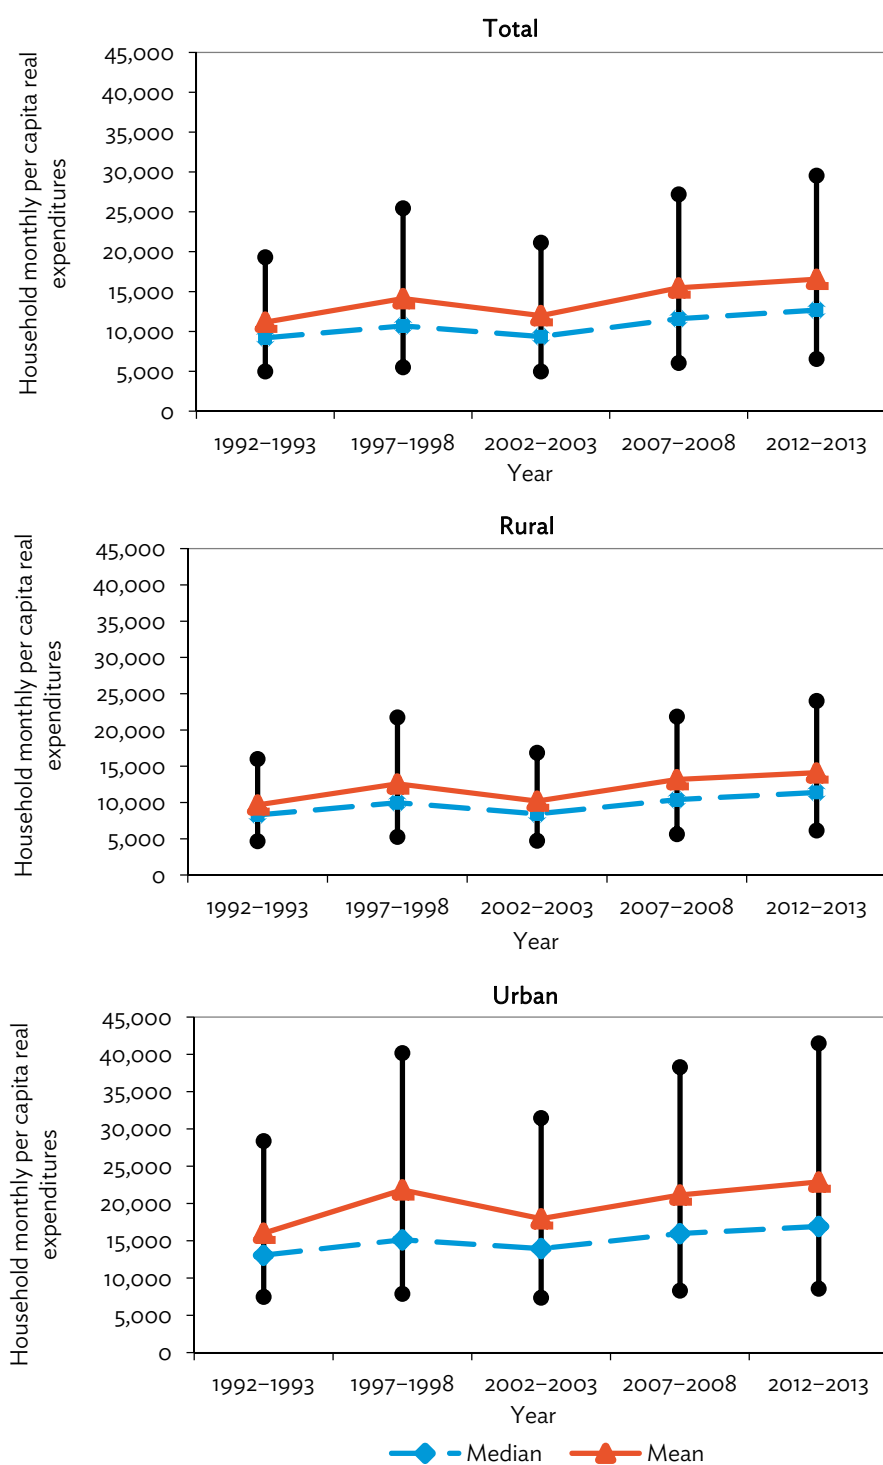 Total
Household monthly per capita real
expenditures
45,000
40,000
35,000
30,000
25,000
20,000
15,000
10,000
5,000
0
1992–1993 1997–1998 2002–2003 2007–2008 2012–2013
Year
Rural
Household monthly per capita real
expenditures
45,000
40,000
35,000
30,000
25,000
20,000
15,000
10,000
5,000
0
1992–1993 1997–1998 2002–2003 2007–2008 2012–2013
Year
Urban
Household monthly per capita real
expenditures
45,000
40,000
35,000
30,000
25,000
20,000
15,000
10,000
5,000
0
1992–1993 1997–1998 2002–2003 2007–2008 2012–2013
Year
Median Mean